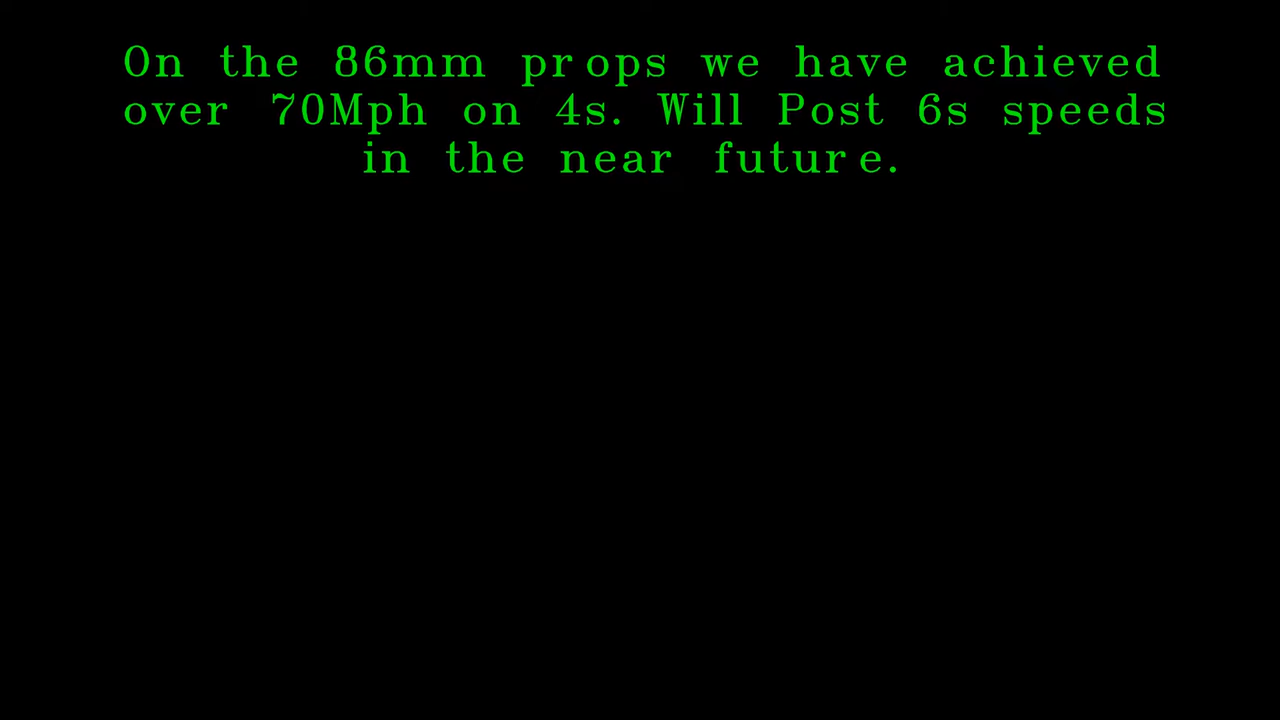 On the 86mm props we have achieved
over 70Mph on 4s. Will Post 6s speeds
in the near future.